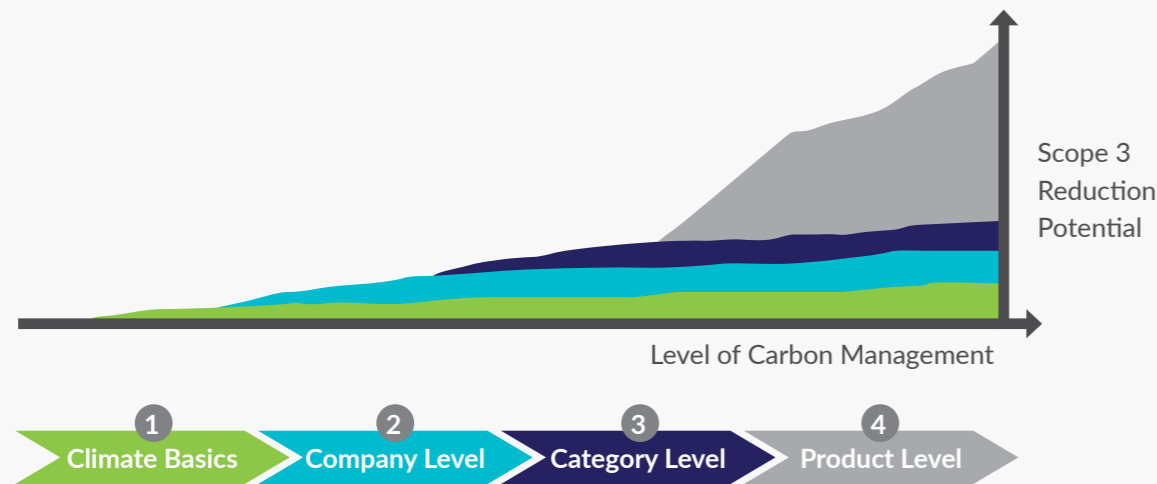 Scope 3
Reduction
Potential
Level of Carbon Management
1
Climate Basics
2
Company Level
3
Category Level
4
Product Level